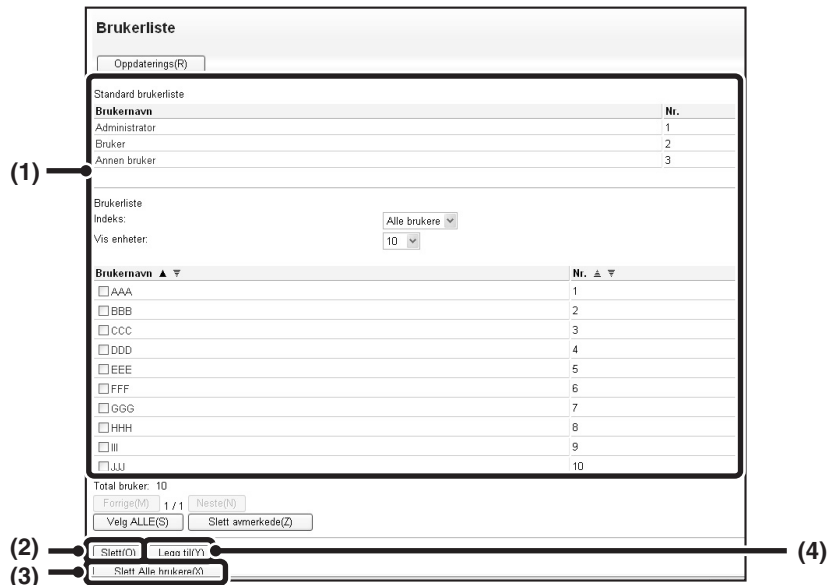 Brukerliste
Oppdaterings(R)
Standard brukerliste
Brukernavn Nr.
Administrator 1
Bruker 2
Annen bruker 3
(1)
Brukerliste
Indeks: Alle brukere
Vis enheter: 10
Brukernavn ▲ ▼ Nr. ▲ ▼
AAA 1
BBB 2
CCC 3
DDD 4
EEE 5
FFF 6
GGG 7
HHH 8
III 9
JJJ 10
Total bruker: 10
Forrige(M) 1 / 1 Neste(N)
Velg ALLE(S) Slett avmerkede(Z)
(2) Slett(O) Legg til(Y) (4)
(3) Slett Alle brukere(X)